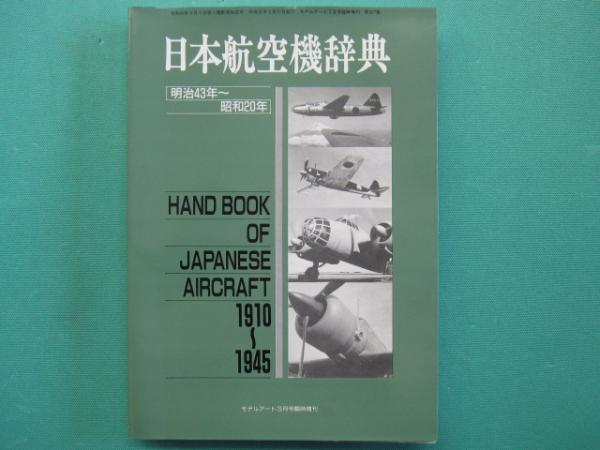 日本航空機辞典
明治43年〜
昭和20年
HAND BOOK
OF
JAPANESE
AIRCRAFT
1910
〜
1945
モデルアート3月号臨時増刊